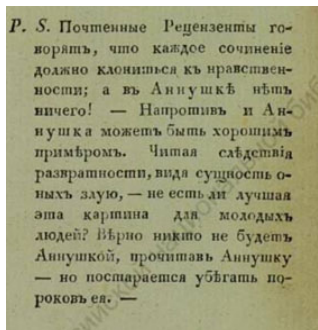 P. S. Почтенные Рецензенты го-
ворятъ, что каждое сочиненіе
должно клониться къ нравствен-
ности; а въ Аннушкѣ нѣтъ
ничего! — Напротивъ и Ан-
нушка можетъ быть хорошимъ
примѣромъ. Читая слѣдствія
развратности, видя сущность о-
ныхъ злую, — не есть ли лучшая
эта картина для молодыхъ
людей? Вѣрно никто не будетъ
Аннушкой, прочитавъ Аннушку
— но постарается убѣгать по-
роковъ ея. —